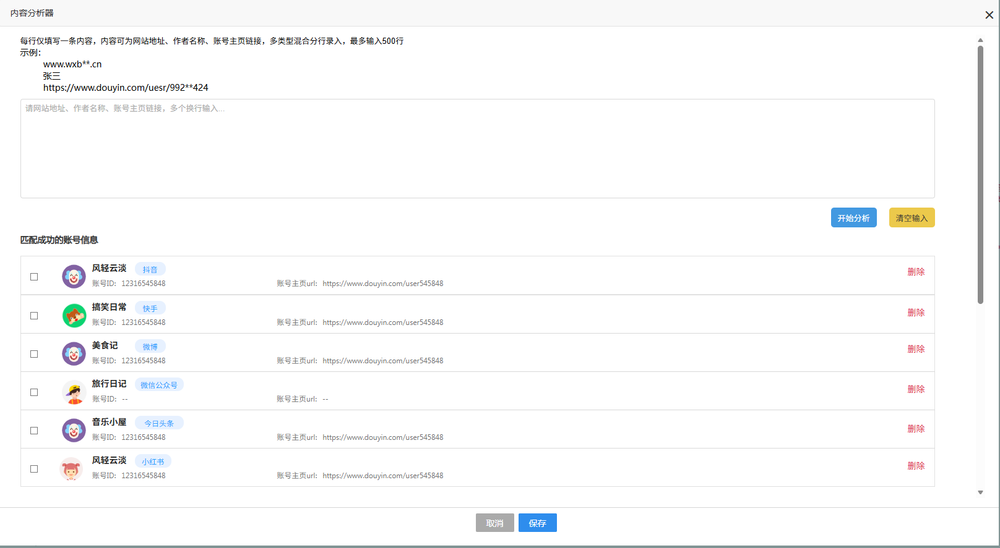 内容分析器
每行仅填写一条内容，内容可为网站地址、作者名称、账号主页链接，多类型混合分行录入，最多输入500行
示例：
www.wxb**.cn
张三
https://www.douyin.com/uesr/992**424
请网站地址、作者名称、账号主页链接，多个换行输入...
开始分析 清空输入
匹配成功的账号信息
风轻云淡 抖音 删除
账号ID: 12316545848 账号主页url: https://www.douyin.com/user545848
搞笑日常 快手 删除
账号ID: 12316545848 账号主页url: https://www.douyin.com/user545848
美食记 微博 删除
账号ID: 12316545848 账号主页url: https://www.douyin.com/user545848
旅行日记 微信公众号 删除
账号ID: -- 账号主页url: --
音乐小屋 今日头条 删除
账号ID: 12316545848 账号主页url: https://www.douyin.com/user545848
风轻云淡 小红书 删除
账号ID: 12316545848 账号主页url: https://www.douyin.com/user545848
取消 保存